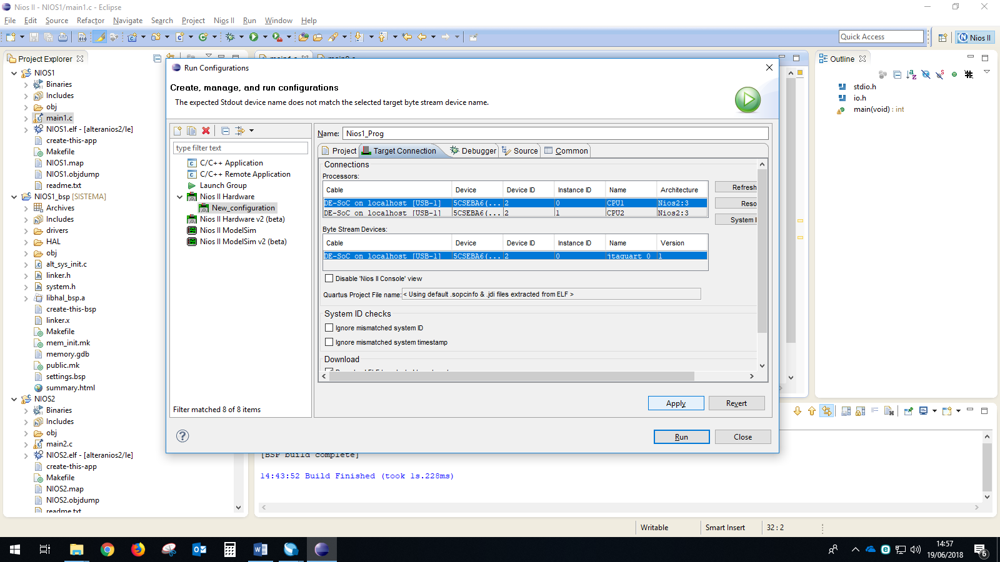 Nios II - NIOS1/main1.c - Eclipse
File Edit Source Refactor Navigate Search Project Nios II Run Window Help
Quick Access
Nios II
Project Explorer
NIOS1
Binaries
Includes
obj
main1.c
NIOS1.elf - [alteranios2/le]
create-this-app
Makefile
NIOS1.map
NIOS1.objdump
readme.txt
NIOS1_bsp [SISTEMA]
Archives
Includes
drivers
HAL
obj
alt_sys_init.c
linker.h
system.h
libhal_bsp.a
create-this-bsp
linker.x
Makefile
mem_init.mk
memory.gdb
public.mk
settings.bsp
summary.html
NIOS2
Binaries
Includes
obj
main2.c
NIOS2.elf - [alteranios2/le]
create-this-app
Makefile
NIOS2.map
NIOS2.objdump
readme.txt
Run Configurations
Create, manage, and run configurations
The expected Stdout device name does not match the selected target byte stream device name.
type filter text
C/C++ Application
C/C++ Remote Application
Launch Group
Nios II Hardware
New_configuration
Nios II Hardware v2 (beta)
Nios II ModelSim
Nios II ModelSim v2 (beta)
Filter matched 8 of 8 items
Name: Nios1_Prog
Project Target Connection Debugger Source Common
Connections
Processors:
Cable Device Device ID Instance ID Name Architecture
DE-SoC on localhost [USB-1] 5CSEBA6(... 2 0 CPU1 Nios2:3
DE-SoC on localhost [USB-1] 5CSEBA6(... 2 1 CPU2 Nios2:3
Refresh
Reso
System I
Byte Stream Devices:
Cable Device Device ID Instance ID Name Version
DE-SoC on localhost [USB-1] 5CSEBA6(... 2 0 jtaguart_0 1
Disable 'Nios II Console' view
Quartus Project File name: < Using default .sopcinfo & .jdi files extracted from ELF >
System ID checks
Ignore mismatched system ID
Ignore mismatched system timestamp
Download
Apply Revert
Run Close
[BSP build complete]
14:43:52 Build Finished (took 1s.228ms)
Outline
stdio.h
io.h
main(void) : int
Writable Smart Insert 32 : 2
14:57
19/06/2018
6